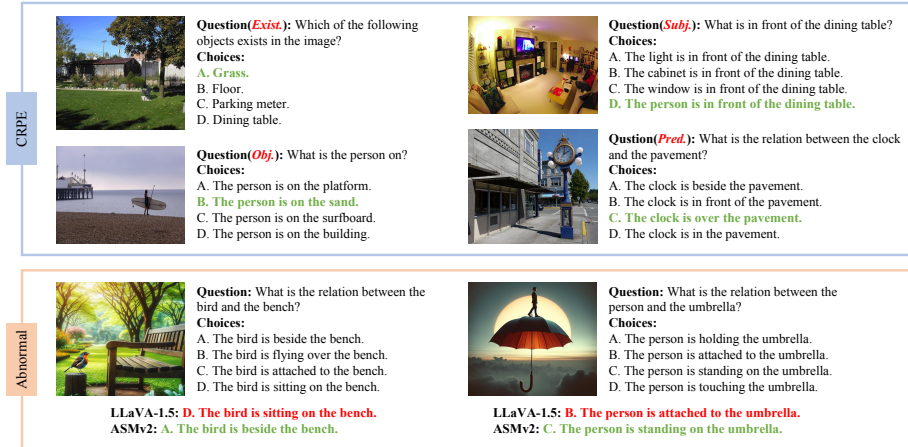 CRPE
Question(Exist.): Which of the following
objects exists in the image?
Choices:
A. Grass.
B. Floor.
C. Parking meter.
D. Dining table.
Question(Subj.): What is in front of the dining table?
Choices:
A. The light is in front of the dining table.
B. The cabinet is in front of the dining table.
C. The window is in front of the dining table.
D. The person is in front of the dining table.
Question(Obj.): What is the person on?
Choices:
A. The person is on the platform.
B. The person is on the sand.
C. The person is on the surfboard.
D. The person is on the building.
Qustion(Pred.): What is the relation between the clock
and the pavement?
Choices:
A. The clock is beside the pavement.
B. The clock is in front of the pavement.
C. The clock is over the pavement.
D. The clock is in the pavement.
Abnormal
Question: What is the relation between the
bird and the bench?
Choices:
A. The bird is beside the bench.
B. The bird is flying over the bench.
C. The bird is attached to the bench.
D. The bird is sitting on the bench.
LLaVA-1.5: D. The bird is sitting on the bench.
ASMv2: A. The bird is beside the bench.
Question: What is the relation between the
person and the umbrella?
Choices:
A. The person is holding the umbrella.
B. The person is attached to the umbrella.
C. The person is standing on the umbrella.
D. The person is touching the umbrella.
LLaVA-1.5: B. The person is attached to the umbrella.
ASMv2: C. The person is standing on the umbrella.